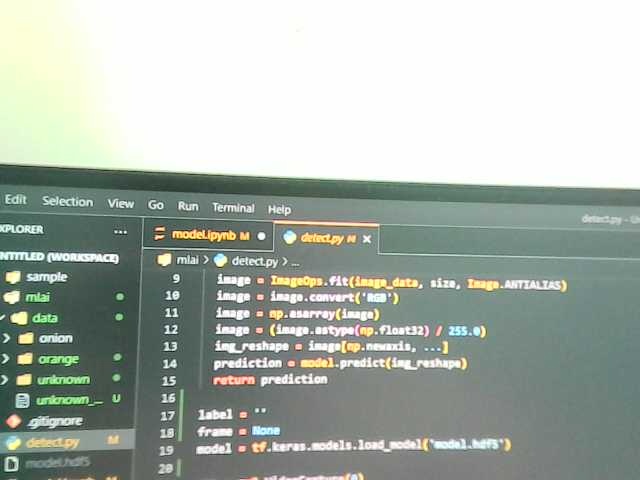 Edit Selection View Go Run Terminal Help
detect.py - U
XPLORER ...
model.ipynb M ●
detect.py M ×
NTITLED (WORKSPACE)
mlai > detect.py > ...
sample
mlai
data
onion
orange
unknown
unknown_... U
.gitignore
detect.py M
model.hdf5
9 image = ImageOps.fit(image_data, size, Image.ANTIALIAS)
10 image = image.convert('RGB')
11 image = np.asarray(image)
12 image = (image.astype(np.float32) / 255.0)
13 img_reshape = image[np.newaxis, ...]
14 prediction = model.predict(img_reshape)
15 return prediction
16
17 label = ''
18 frame = None
19 model = tf.keras.models.load_model('model.hdf5')
20